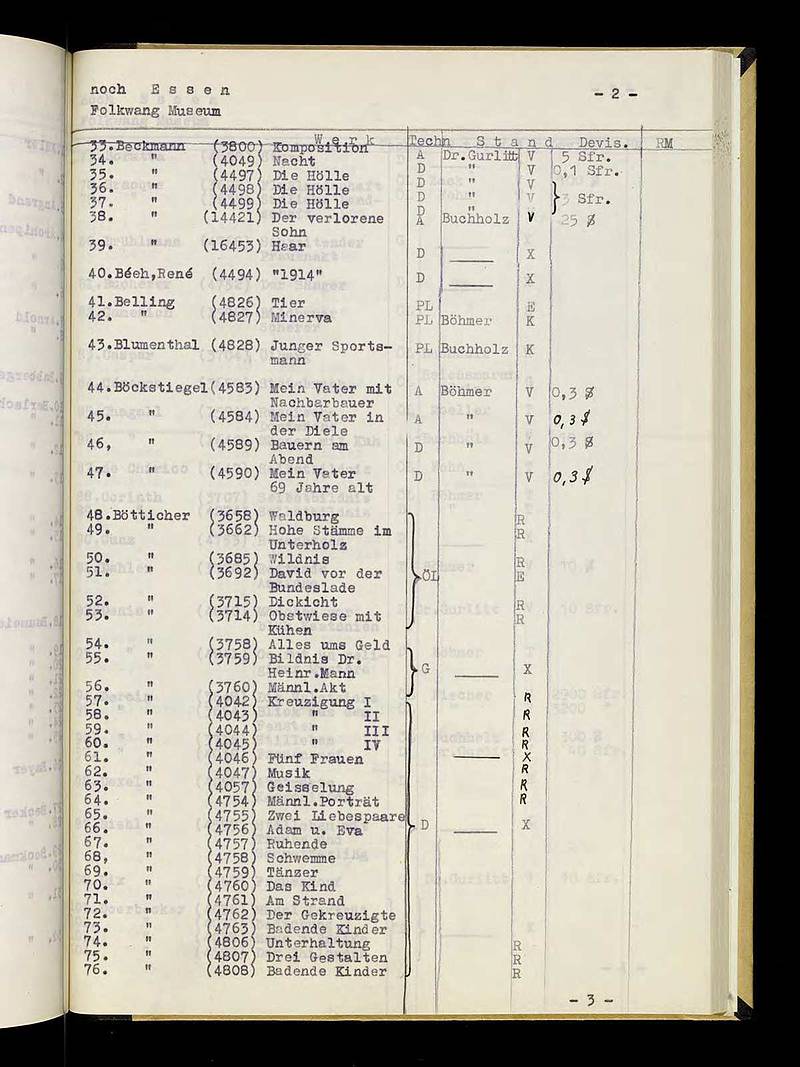 noch E s s e n
- 2 -
Folkwang Museum
W e r k Techn S t a n d Devis. RM
33.Beckmann (3800) Komposition A Dr.Gurlitt V 5 Sfr.
34. " (4049) Nacht D " V 0,1 Sfr.
35. " (4497) Die Hölle D " V
36. " (4498) Die Hölle D " V 3 Sfr.
37. " (4499) Die Hölle D "
38. " (14421) Der verlorene A Buchholz V 25 $
Sohn
39. " (16453) Haar D ____ X
40.Béeh,René (4494) "1914" D ____ X
41.Belling (4826) Tier PL E
42. " (4827) Minerva PL Böhmer K
43.Blumenthal (4828) Junger Sports- PL Buchholz K
mann
44.Böckstiegel(4583) Mein Vater mit A Böhmer V 0,3 $
Nachbarbauer
45. " (4584) Mein Vater in A " V 0,3 $
der Diele
46, " (4589) Bauern am D " V 0,3 $
Abend
47. " (4590) Mein Vater D " V 0,3 $
69 Jahre alt
48.Bötticher (3658) Waldburg R
49. " (3662) Hohe Stämme im R
Unterholz
50. " (3685) Wildnis R
51. " (3692) David vor der ÖL E
Bundeslade
52. " (3715) Dickicht R
53. " (3714) Obstwiese mit R
Kühen
54. " (3758) Alles ums Geld
55. " (3759) Bildnis Dr.
Heinr.Mann G ____ X
56. " (3760) Männl.Akt
57. " (4042) Kreuzigung I R
58. " (4043) " II R
59. " (4044) " III R
60. " (4045) " IV R
61. " (4046) Fünf Frauen ____ X
62. " (4047) Musik R
63. " (4057) Geisselung R
64. " (4754) Männl.Porträt R
65. " (4755) Zwei Liebespaare
66. " (4756) Adam u. Eva D ____ X
67. " (4757) Ruhende
68, " (4758) Schwemme
69. " (4759) Tänzer
70. " (4760) Das Kind
71. " (4761) Am Strand
72. " (4762) Der Gekreuzigte
73. " (4763) Badende Kinder
74. " (4806) Unterhaltung R
75. " (4807) Drei Gestalten R
76. " (4808) Badende Kinder R
- 3 -